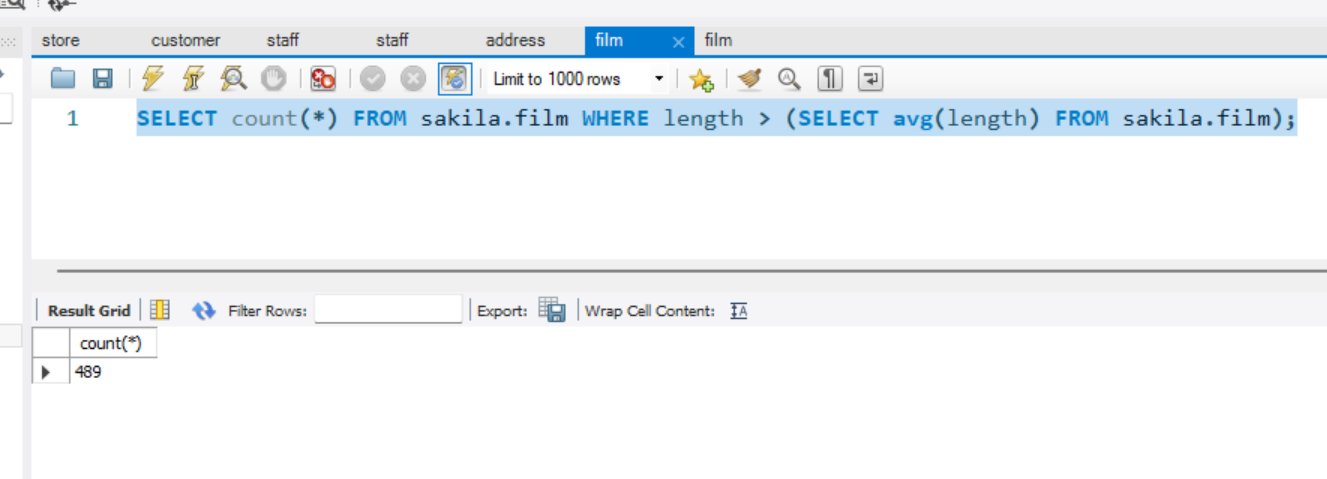 store customer staff staff address film film
Limit to 1000 rows
1 SELECT count(*) FROM sakila.film WHERE length > (SELECT avg(length) FROM sakila.film);
Result Grid Filter Rows: Export: Wrap Cell Content:
count(*)
489